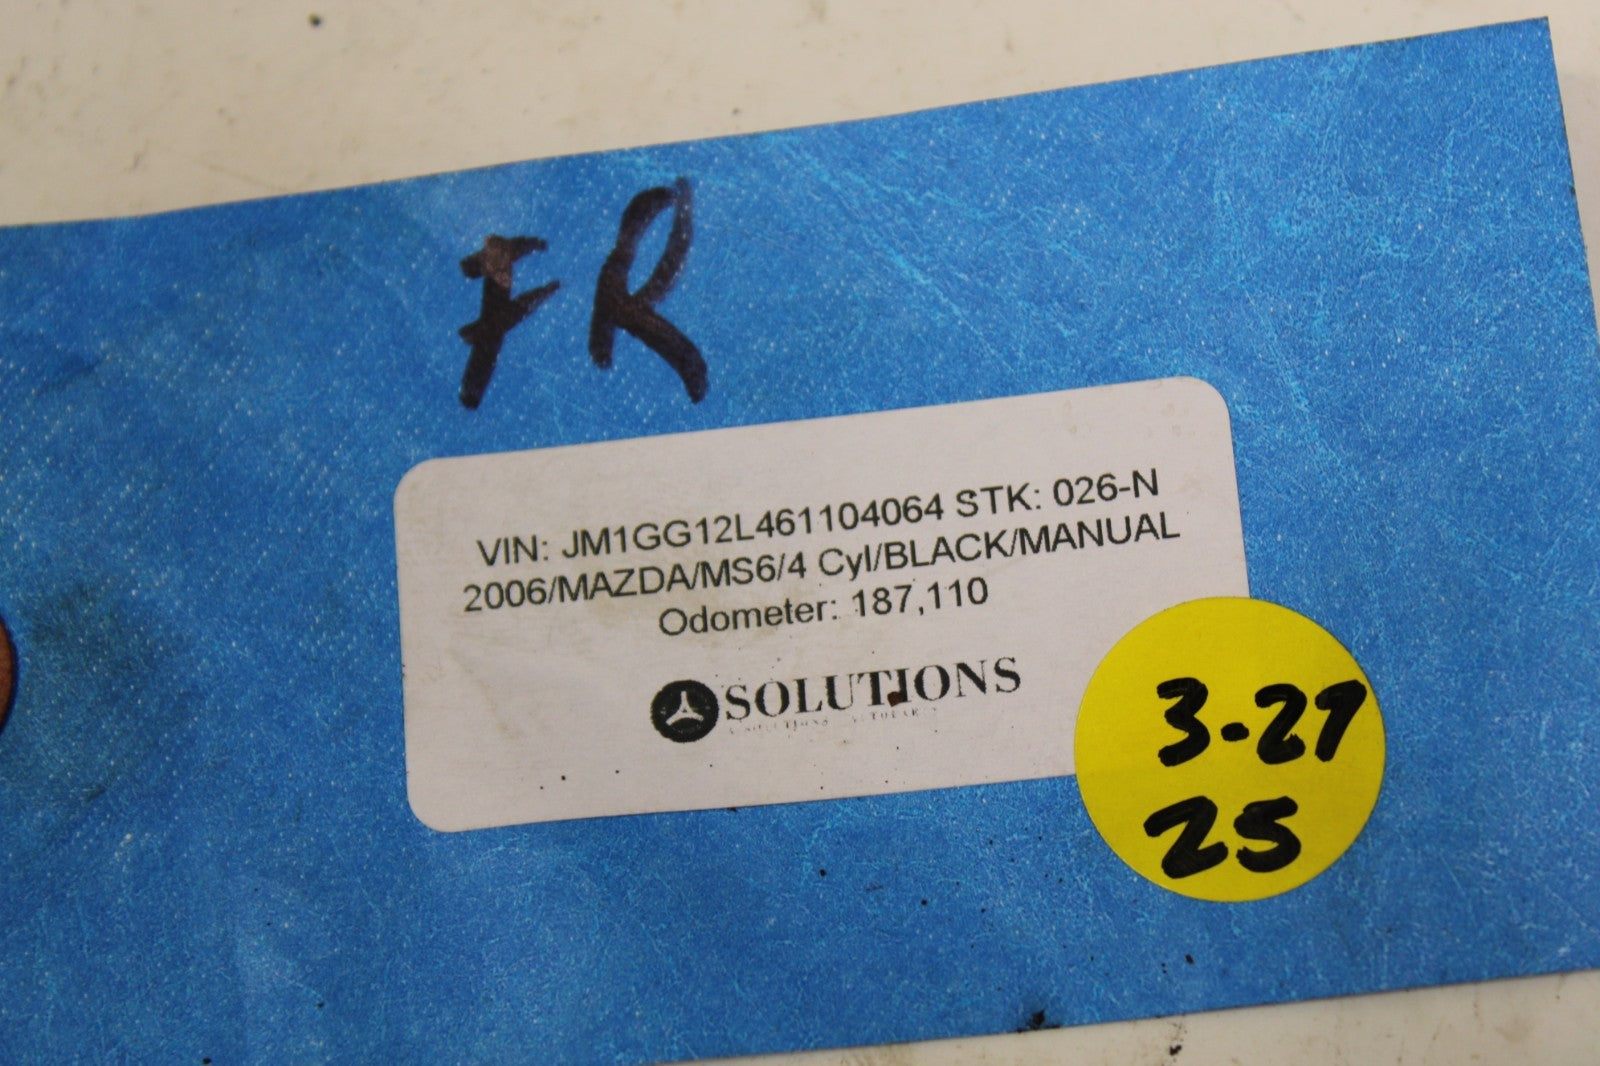 FR
VIN: JM1GG12L461104064 STK: 026-N
2006/MAZDA/MS6/4 Cyl/BLACK/MANUAL
Odometer: 187,110
SOLUTIONS
3-27
25